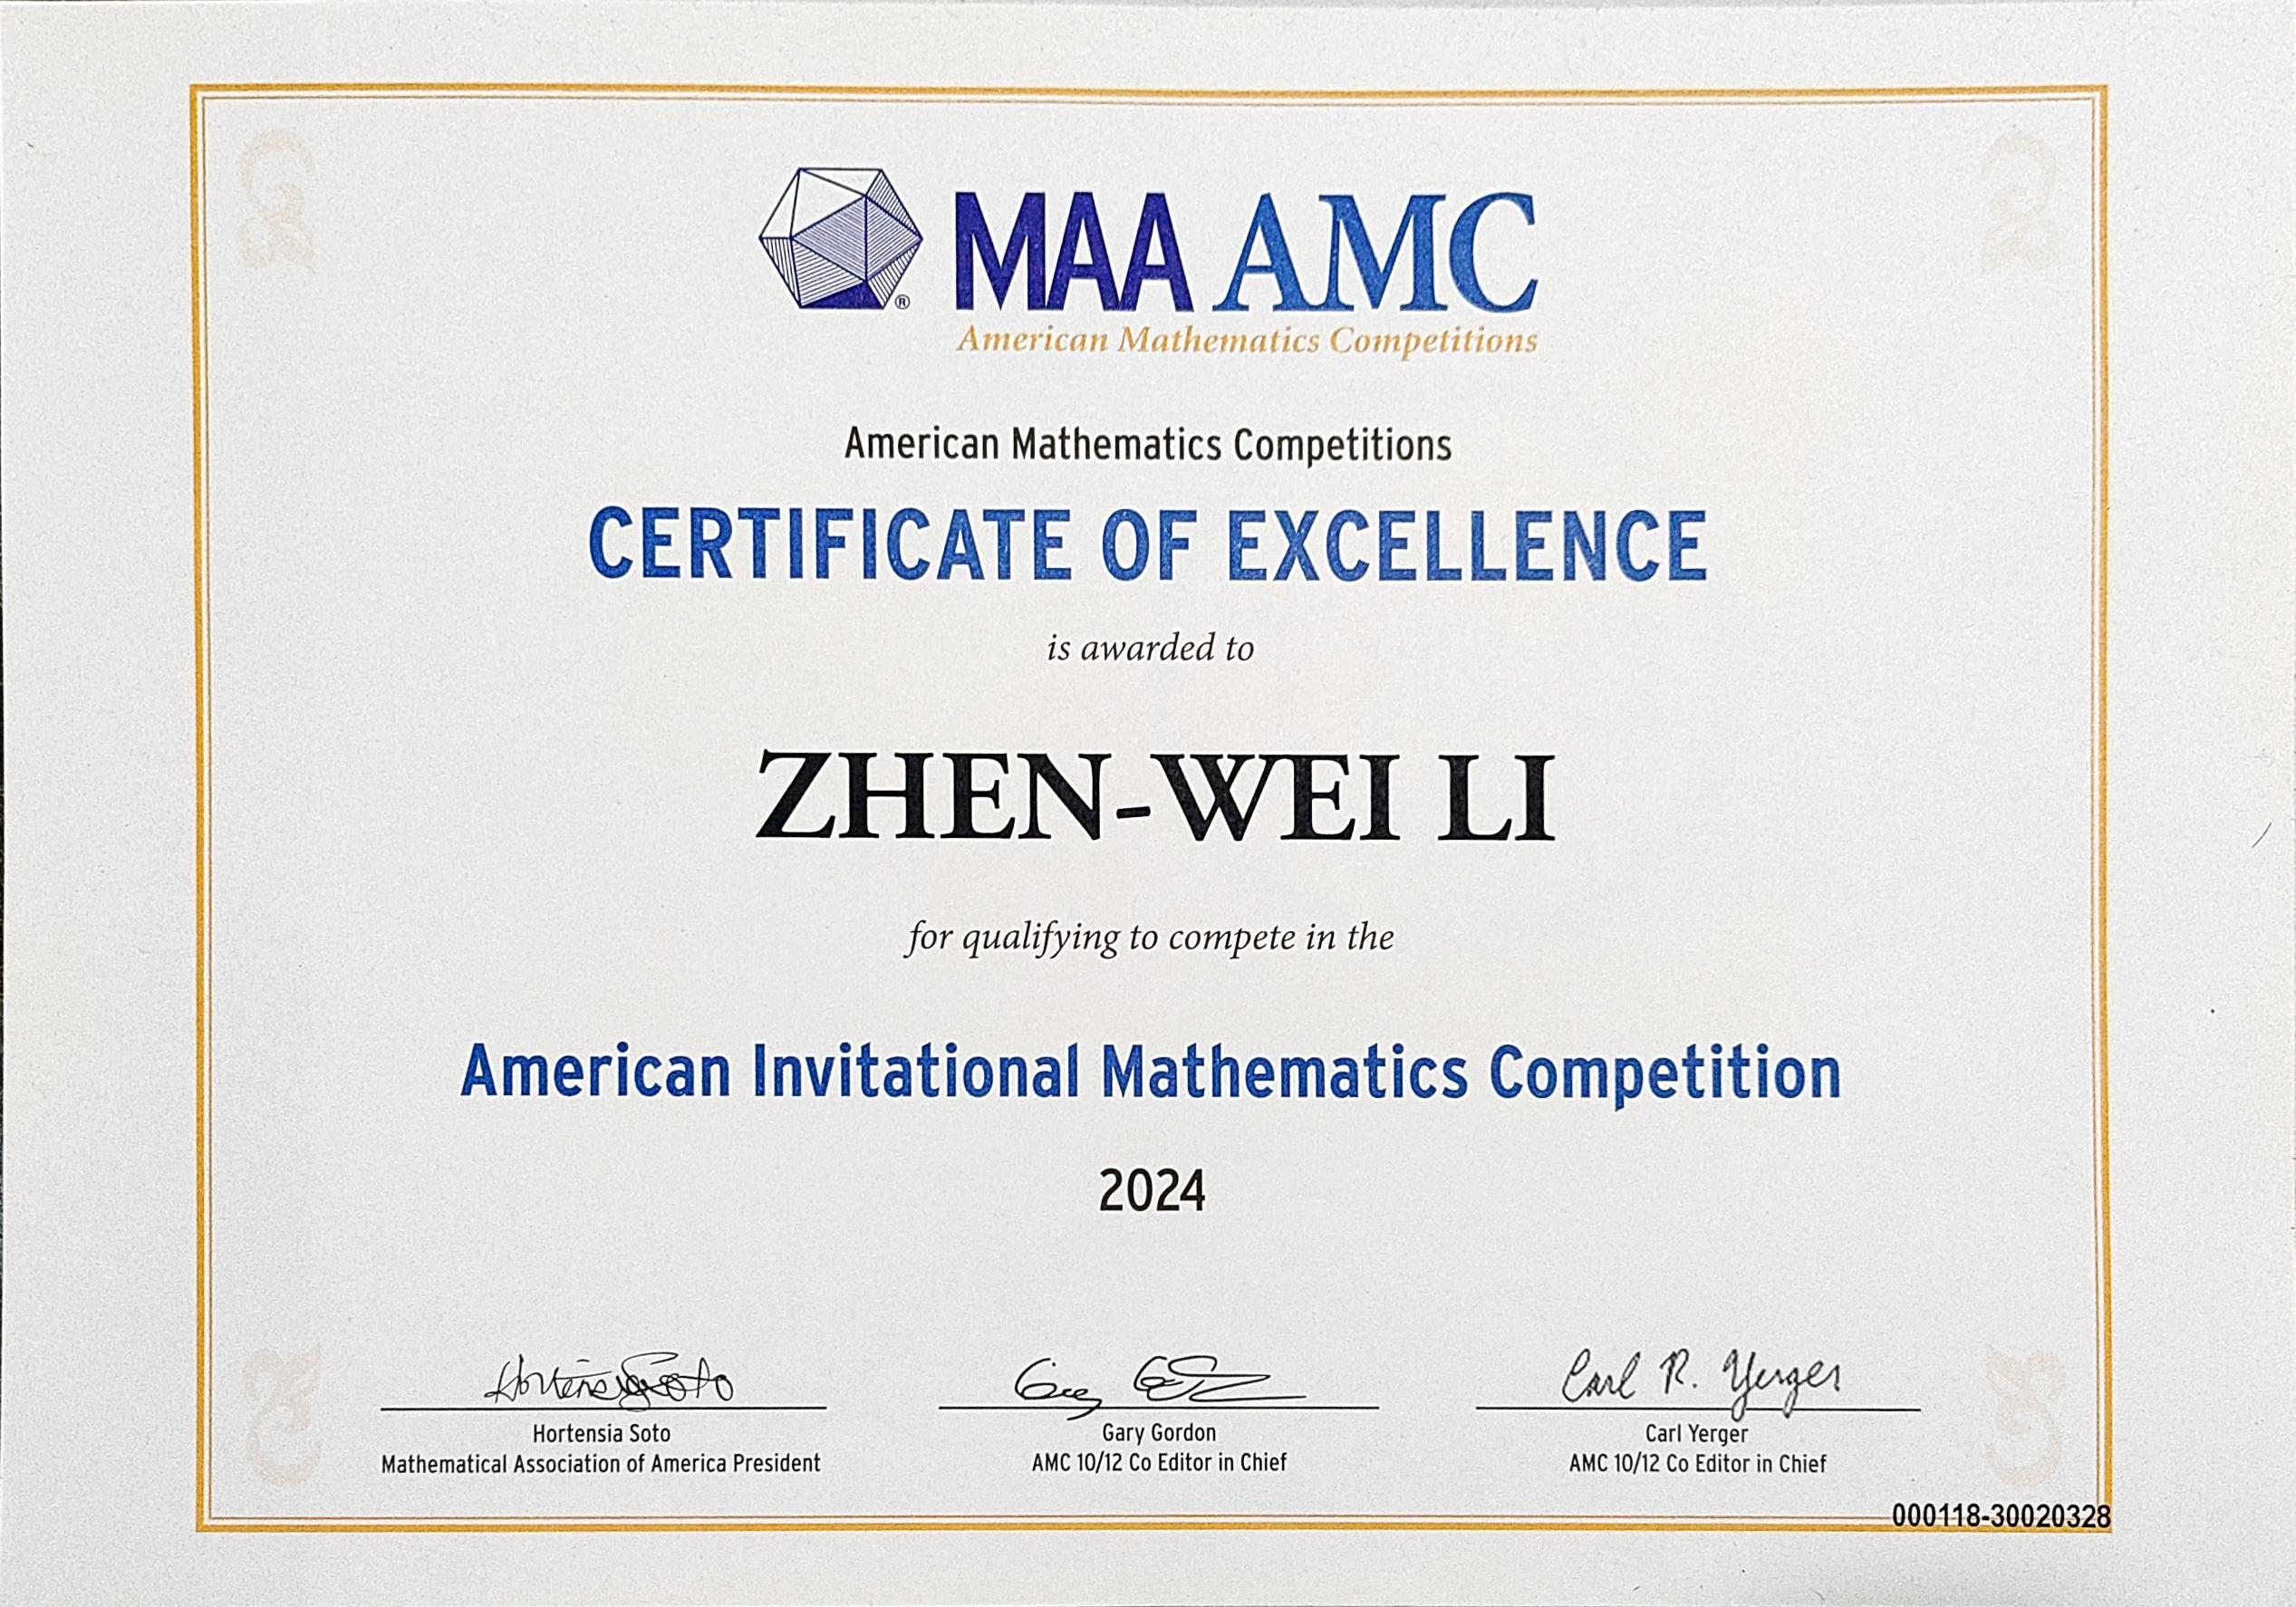 MAA AMC
®
American Mathematics Competitions
American Mathematics Competitions
CERTIFICATE OF EXCELLENCE
is awarded to
ZHEN-WEI LI
for qualifying to compete in the
American Invitational Mathematics Competition
2024
Hortensia Soto
Gary Gordon
Carl R. Yerger
Hortensia Soto
Mathematical Association of America President
Gary Gordon
AMC 10/12 Co Editor in Chief
Carl Yerger
AMC 10/12 Co Editor in Chief
000118-30020328